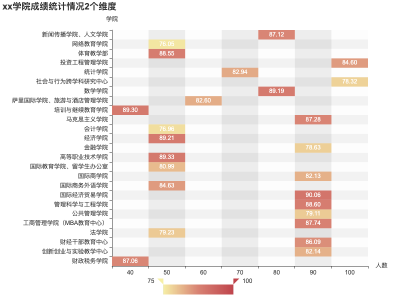 xx学院成绩统计情况2个维度
学院
新闻传播学院、人文学院 87.12
网络教育学院
体育教学部 88.55
投资工程管理学院 84.60
统计学院 82.94
社会与行为跨学科研究中心 79.32
数学学院 89.19
萨里国际学院、旅游与酒店管理学院 82.60
培训与继续教育学院 89.30
马克思主义学院 87.28
会计学院
经济学院 89.21
金融学院 78.63
高等职业技术学院 89.33
国际教育学院、留学生办公室 80.99
国际商学院 82.13
国际商务外语学院 84.63
国际经济贸易学院 90.06
管理科学与工程学院 88.60
公共管理学院 79.11
工商管理学院（MBA教育中心） 87.74
法学院 79.23
财经干部教育中心 86.09
创新创业与实验教学中心 82.14
财政税务学院 87.06
40 50 60 70 80 90 100 人数
75 100